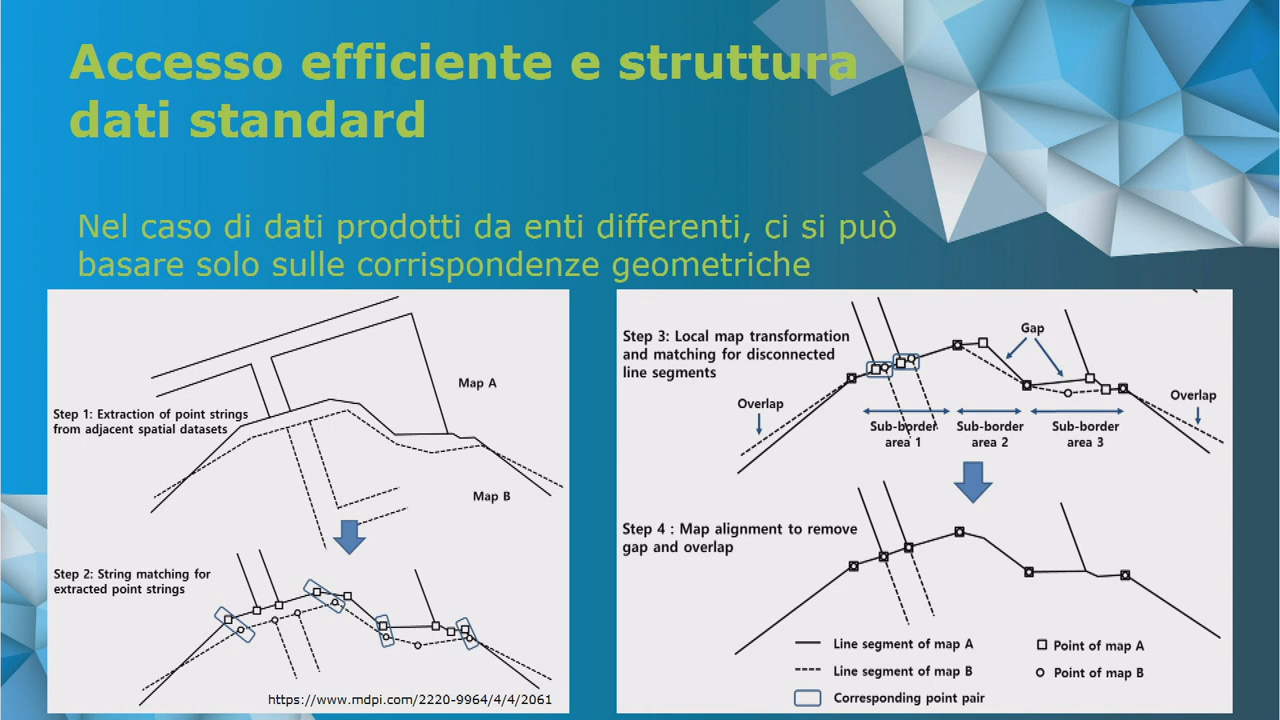 Accesso efficiente e struttura
dati standard
Nel caso di dati prodotti da enti differenti, ci si può
basare solo sulle corrispondenze geometriche
Map A
Step 1: Extraction of point strings
from adjacent spatial datasets
Map B
Step 2: String matching for
extracted point strings
https://www.mdpi.com/2220-9964/4/4/2061
Step 3: Local map transformation
and matching for disconnected
line segments
Gap
Overlap
Overlap
Sub-border
area 1
Sub-border
area 2
Sub-border
area 3
Step 4 : Map alignment to remove
gap and overlap
Line segment of map A
Point of map A
Line segment of map B
Point of map B
Corresponding point pair